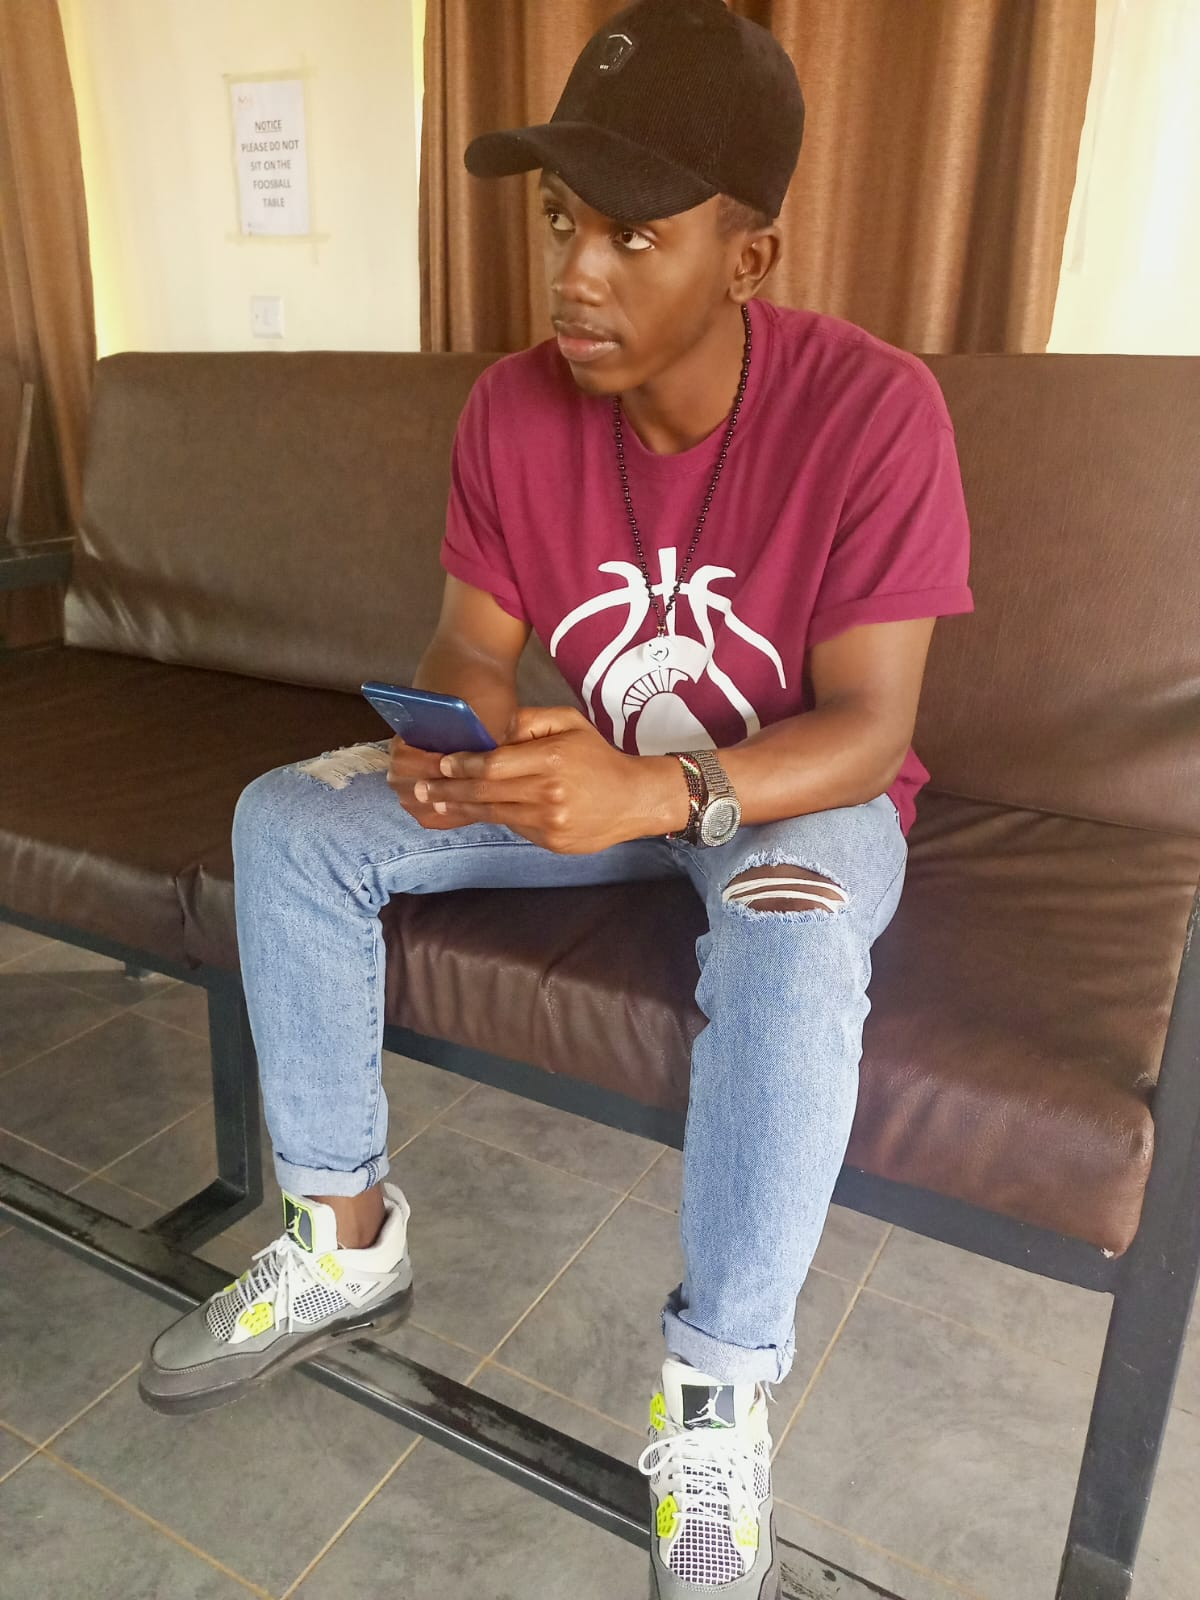 NOTICE
PLEASE DO NOT
SIT ON THE
FOOSBALL
TABLE